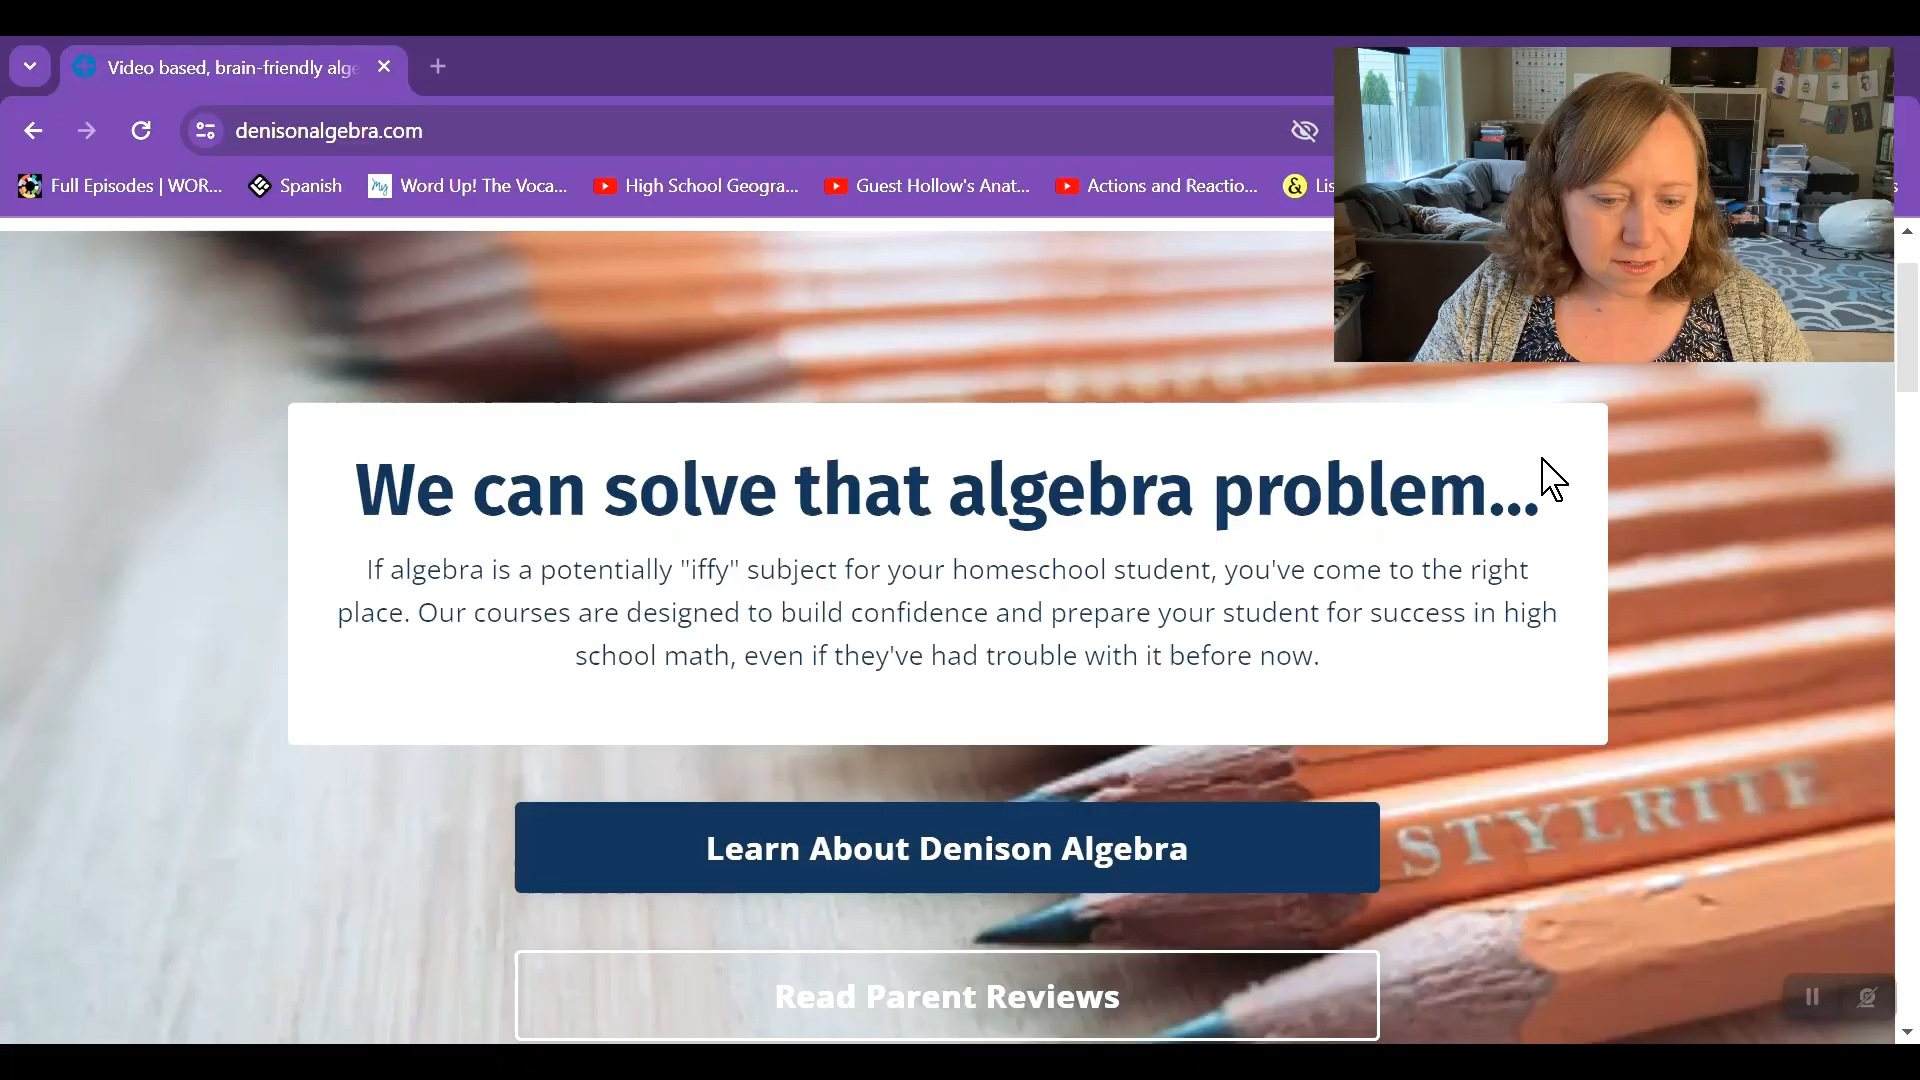 Video based, brain-friendly alge
denisonalgebra.com
Full Episodes | WOR...
Spanish
My
Word Up! The Voca...
High School Geogra...
Guest Hollow's Anat...
Actions and Reactio...
&
We can solve that algebra problem...
If algebra is a potentially "iffy" subject for your homeschool student, you've come to the right
place. Our courses are designed to build confidence and prepare your student for success in high
school math, even if they've had trouble with it before now.
STYLRITE
Learn About Denison Algebra
Read Parent Reviews